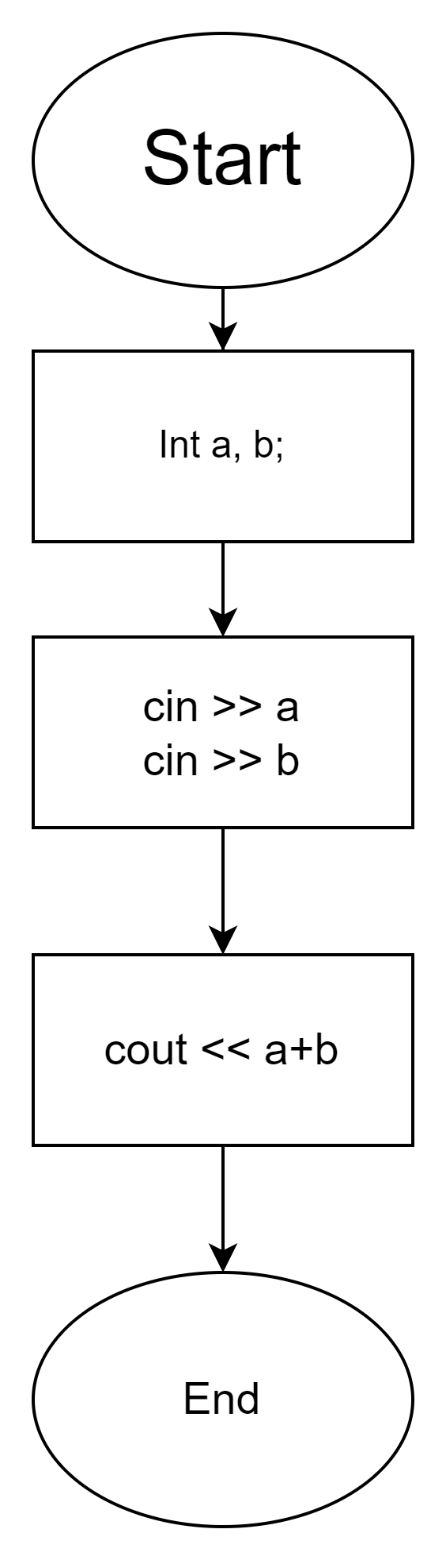 Start
Int a, b;
cin >> a
cin >> b
cout << a+b
End